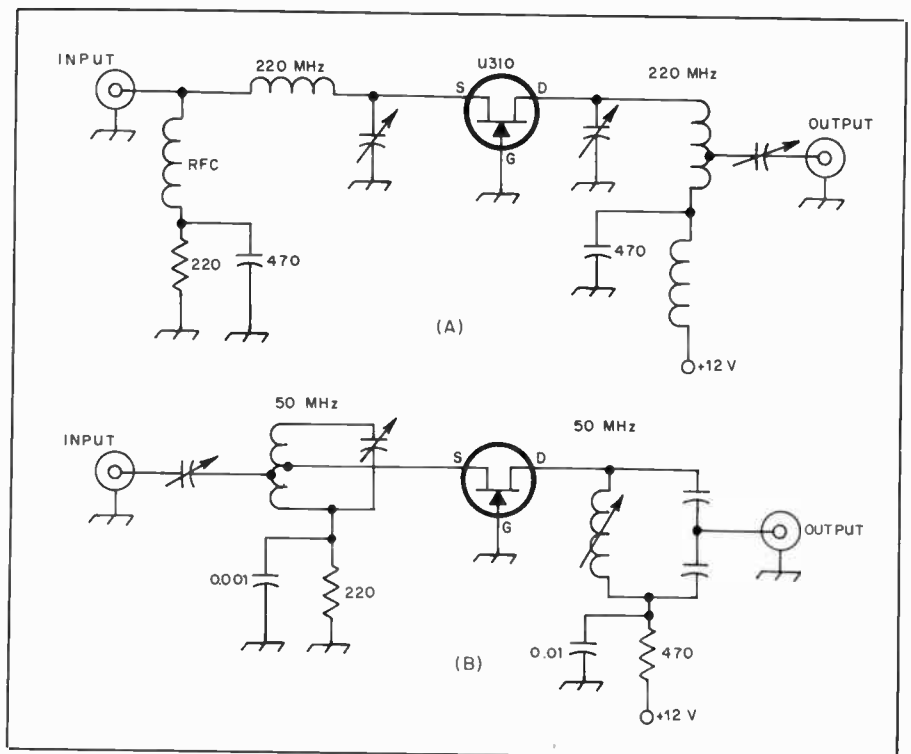 INPUT
220 MHz
U310
220 MHz
S
D
G
OUTPUT
RFC
220
470
470
(A)
+12 V
50 MHz
50 MHz
INPUT
S
D
G
OUTPUT
0.001
220
0.01
470
(B)
+12 V